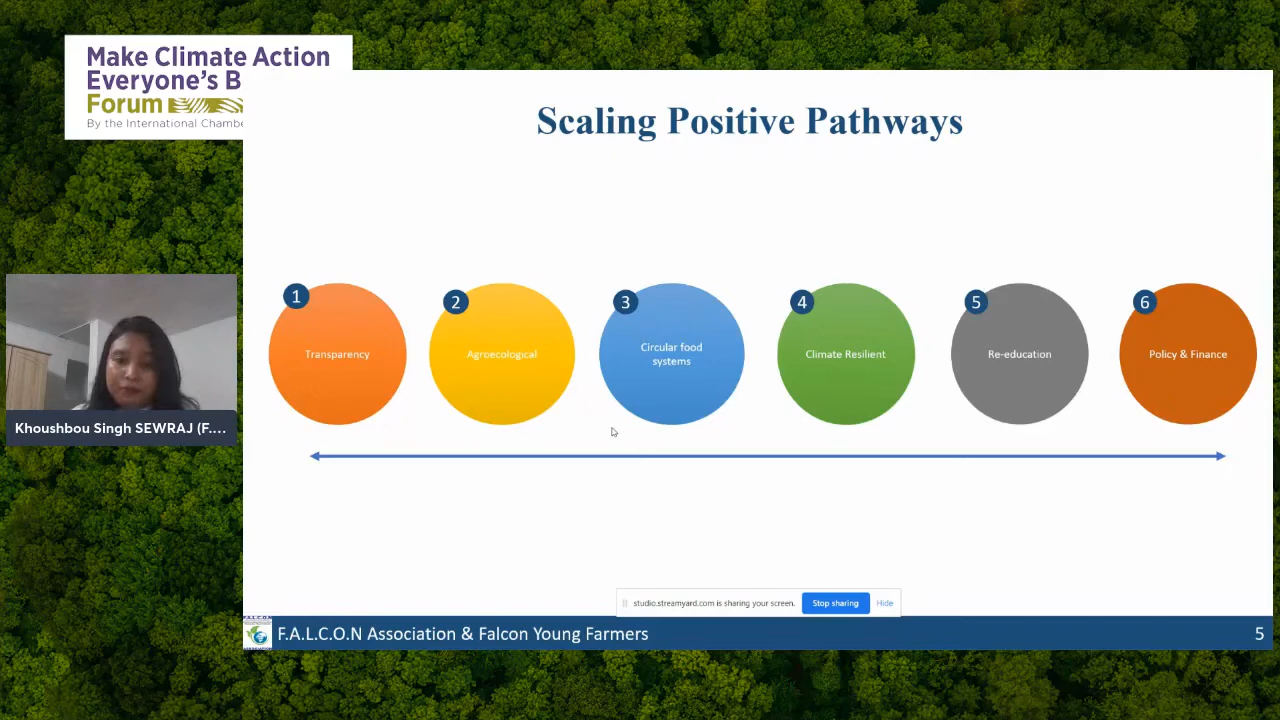 Make Climate Action
Everyone's B
Forum
By the International Chambe
Scaling Positive Pathways
1
Transparency
2
Agroecological
3
Circular food
systems
4
Climate Resilient
5
Re-education
6
Policy & Finance
Khoushbou Singh SEWRAJ (F....
studio.streamyard.com is sharing your screen.
Stop sharing
Hide
F.A.L.C.O.N
F.A.L.C.O.N Association & Falcon Young Farmers
5